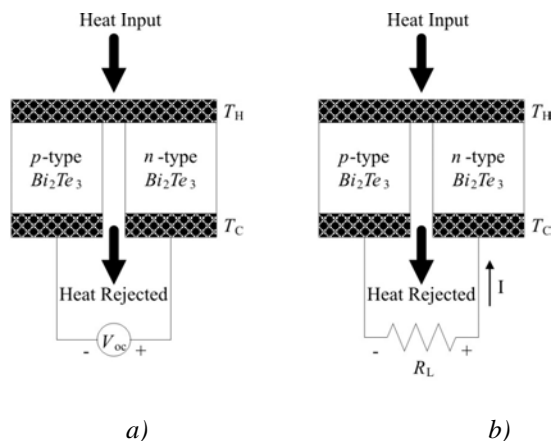 Heat Input
T_H
p-type n -type
Bi₂Te₃ Bi₂Te₃
T_C
Heat Rejected
- V_oc +
a)
Heat Input
T_H
p-type n -type
Bi₂Te₃ Bi₂Te₃
T_C
Heat Rejected I
- +
R_L
b)